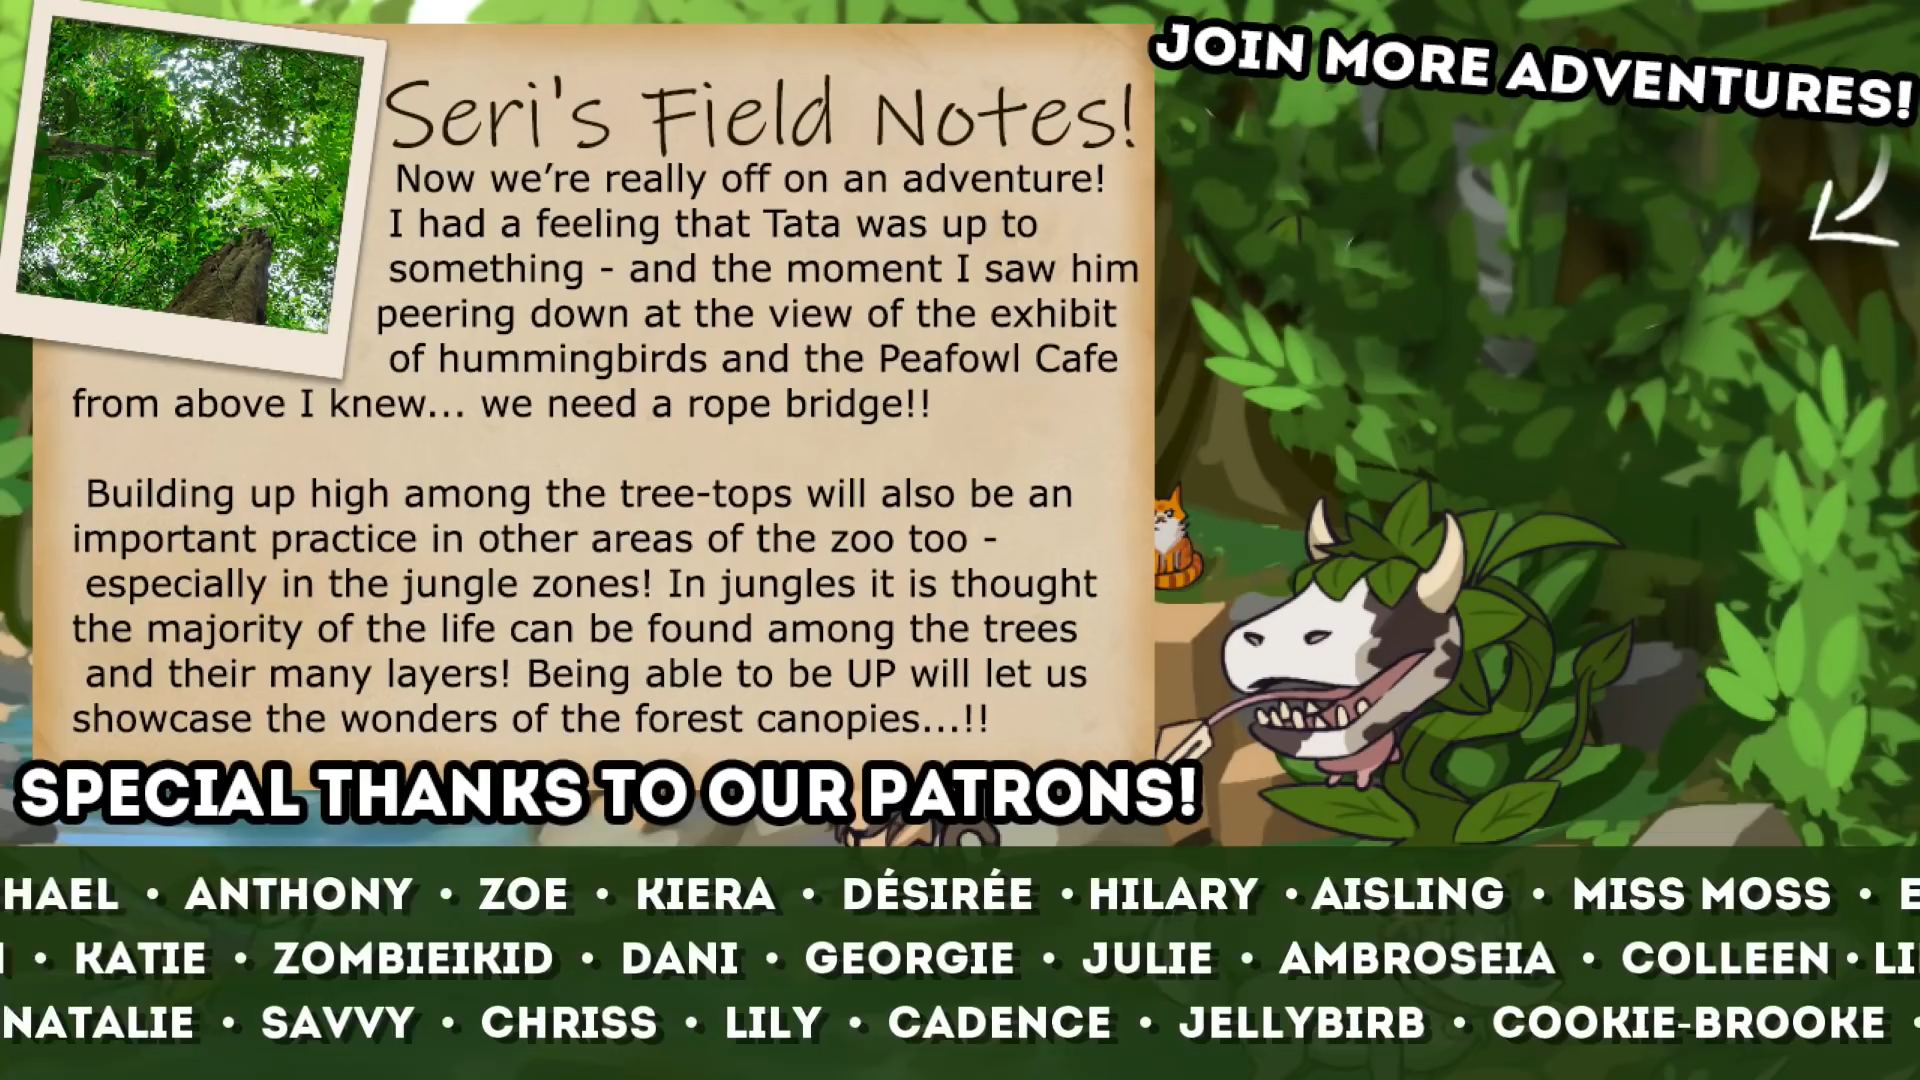 JOIN MORE ADVENTURES!
Seri's Field Notes!
Now we’re really off on an adventure!
I had a feeling that Tata was up to
something - and the moment I saw him
peering down at the view of the exhibit
of hummingbirds and the Peafowl Cafe
from above I knew... we need a rope bridge!!
Building up high among the tree-tops will also be an
important practice in other areas of the zoo too -
especially in the jungle zones! In jungles it is thought
the majority of the life can be found among the trees
and their many layers! Being able to be UP will let us
showcase the wonders of the forest canopies...!!
SPECIAL THANKS TO OUR PATRONS!
HAEL • ANTHONY • ZOE • KIERA • DÉSIRÉE • HILARY • AISLING • MISS MOSS •
• KATIE • ZOMBIEIKID • DANI • GEORGIE • JULIE • AMBROSEIA • COLLEEN •
NATALIE • SAVVY • CHRISS • LILY • CADENCE • JELLYBIRB • COOKIE-BROOKE •